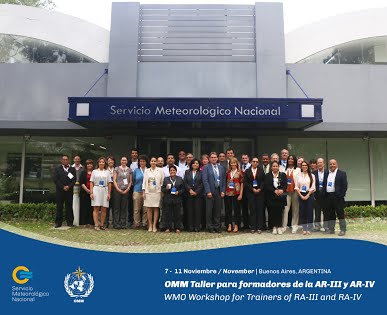 Servicio Meteorológico Nacional
7 - 11 Noviembre / November | Buenos Aires, ARGENTINA
OMM Taller para formadores de la AR-III y AR-IV
WMO Workshop for Trainers of RA-III and RA-IV
Servicio
Meteorológico
Nacional
OMM